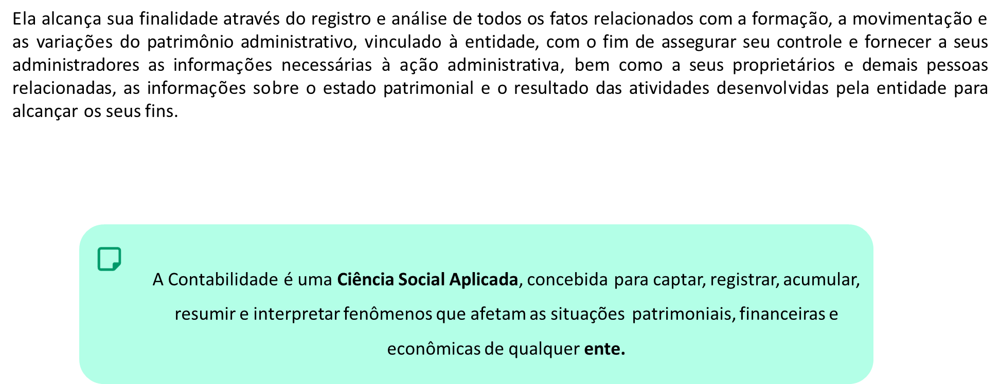 Ela alcança sua finalidade através do registro e análise de todos os fatos relacionados com a formação, a movimentação e
as variações do patrimônio administrativo, vinculado à entidade, com o fim de assegurar seu controle e fornecer a seus
administradores as informações necessárias à ação administrativa, bem como a seus proprietários e demais pessoas
relacionadas, as informações sobre o estado patrimonial e o resultado das atividades desenvolvidas pela entidade para
alcançar os seus fins.
A Contabilidade é uma Ciência Social Aplicada, concebida para captar, registrar, acumular,
resumir e interpretar fenômenos que afetam as situações patrimoniais, financeiras e
econômicas de qualquer ente.